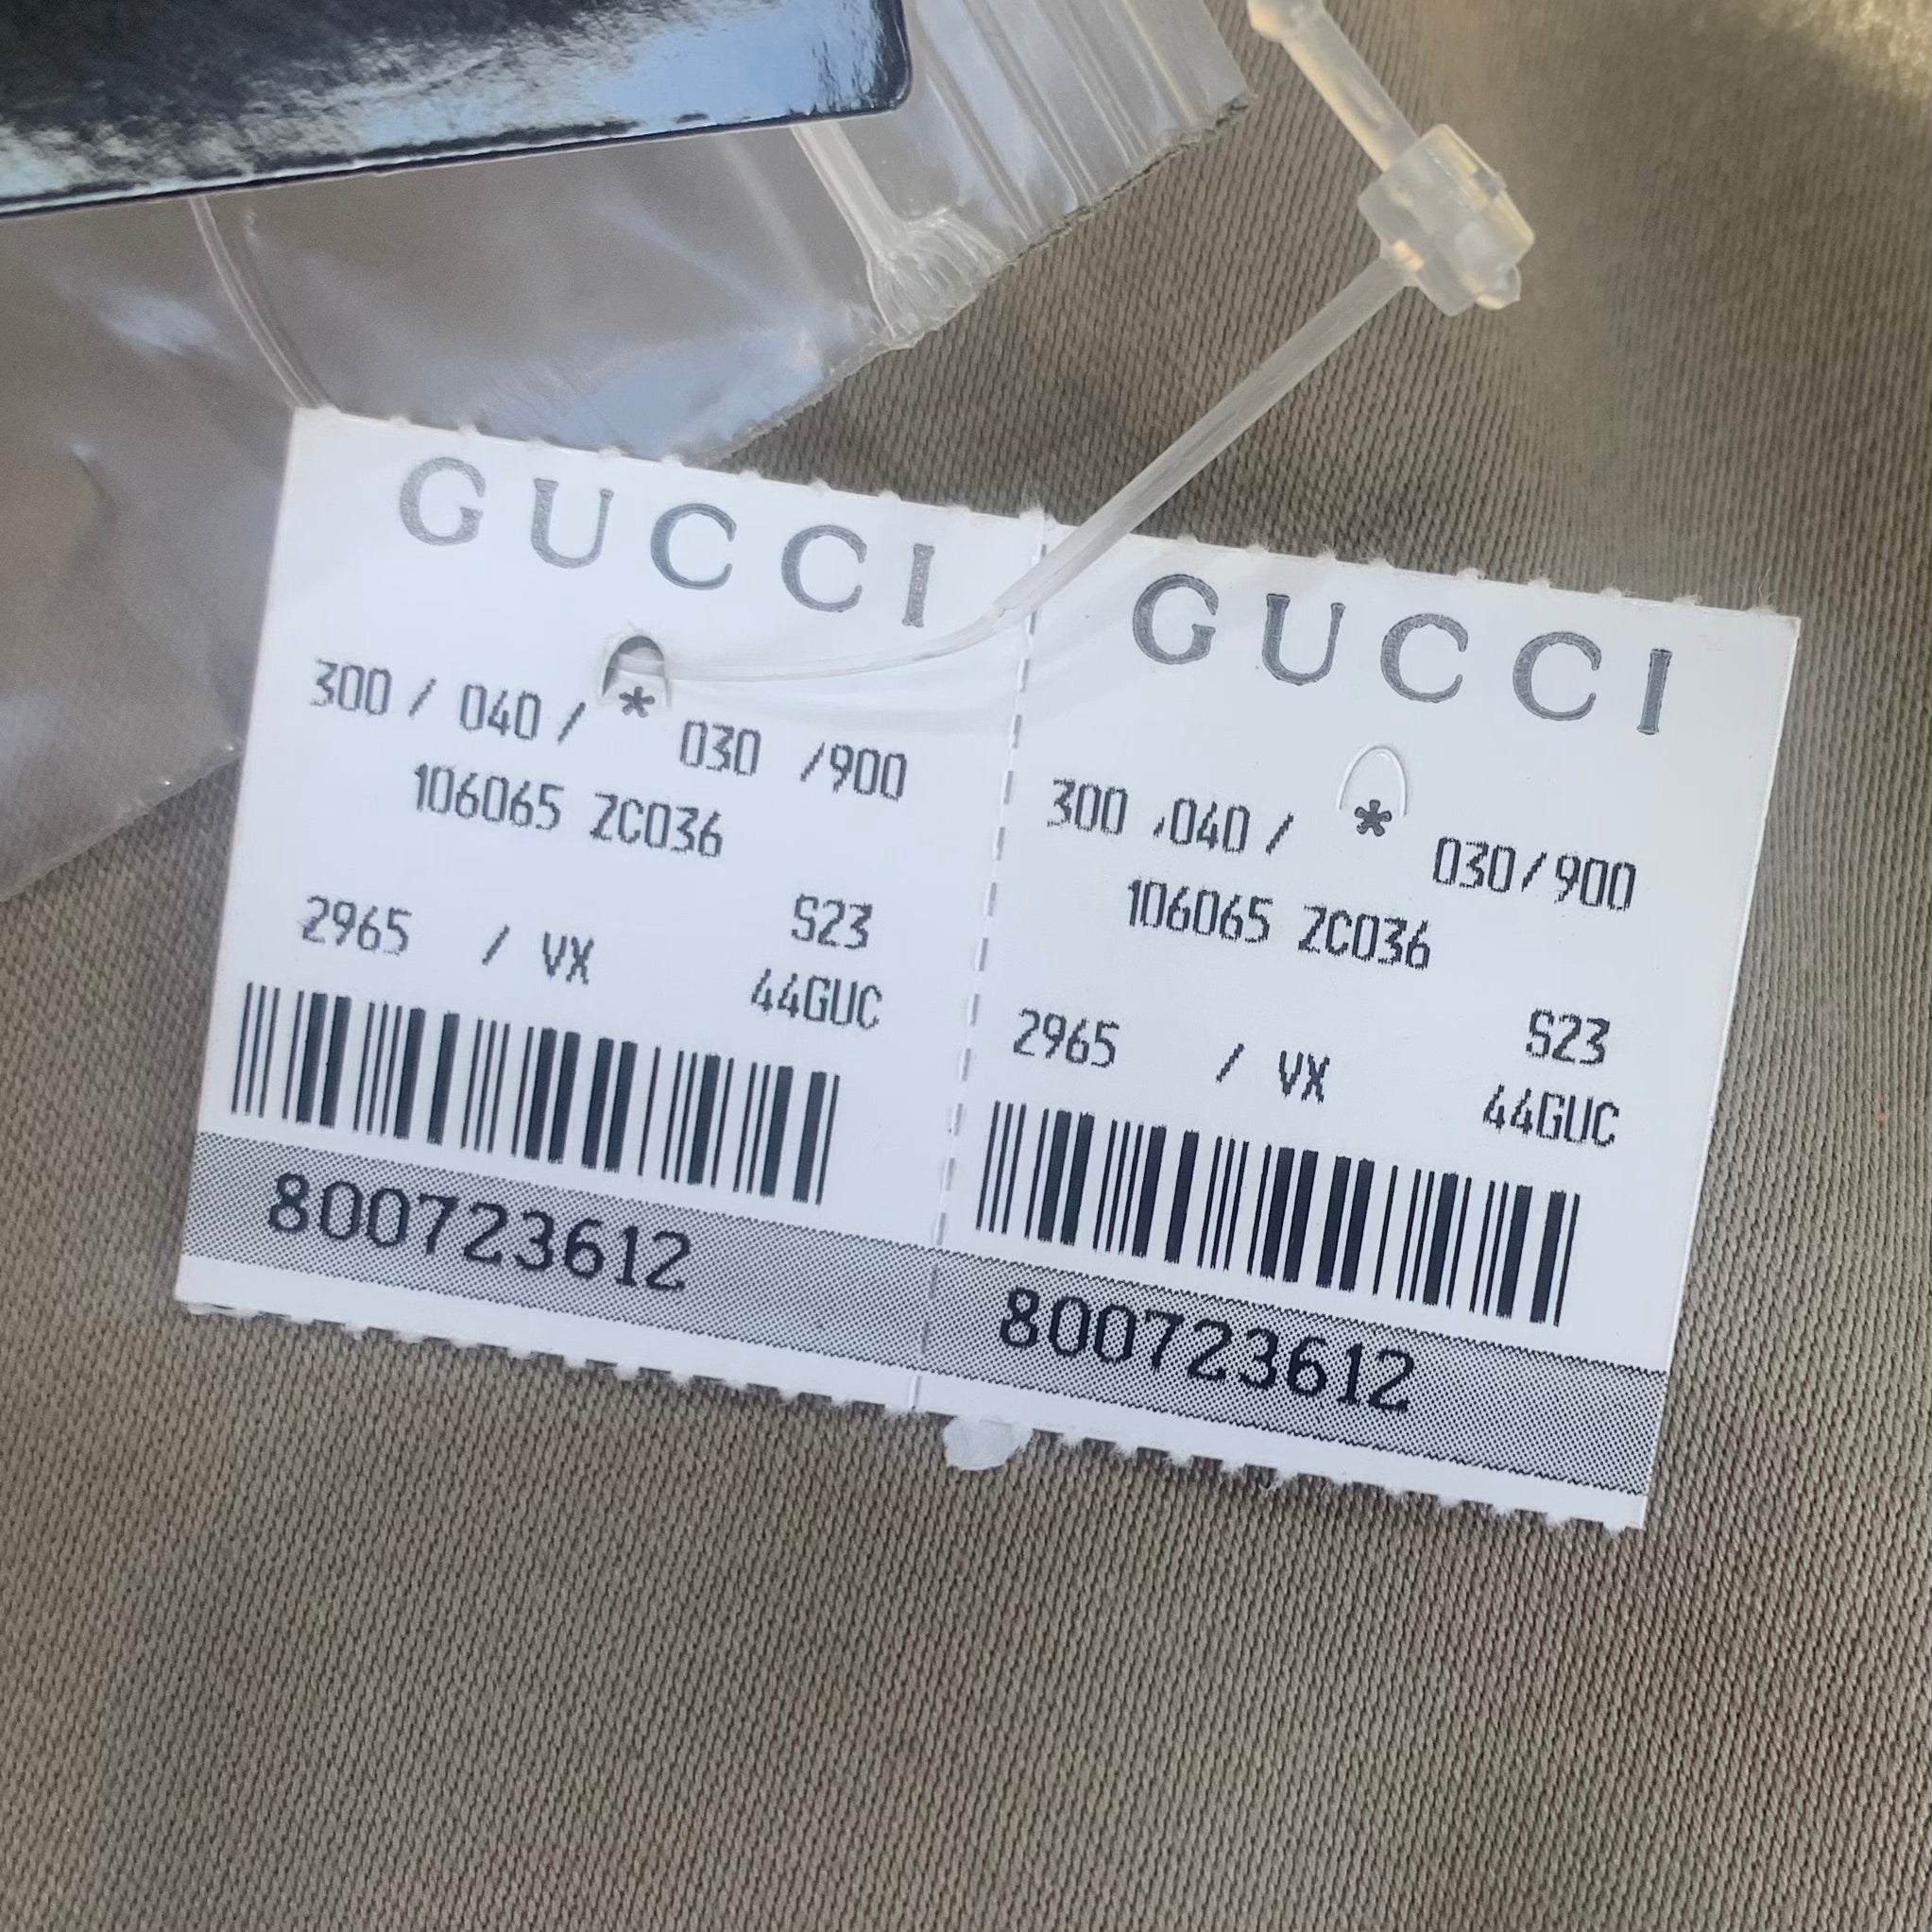 GUCCI
300 / 040 / * 030 /900
106065 ZC036
2965 / VX S23
44GUC
800723612
GUCCI
300 ,040 / * 030/900
106065 ZC036
2965 / VX S23
44GUC
800723612